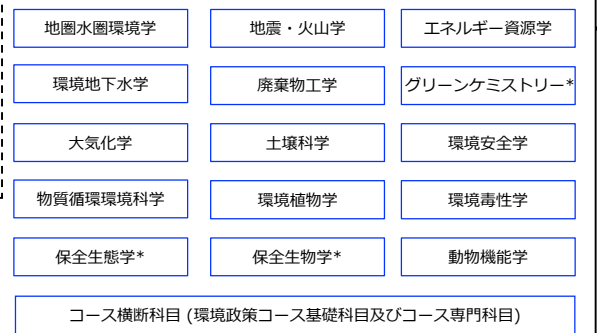 地圏水圏環境学
地震・火山学
エネルギー資源学
環境地下水学
廃棄物工学
グリーンケミストリー*
大気化学
土壌科学
環境安全学
物質循環環境科学
環境植物学
環境毒性学
保全生態学*
保全生物学*
動物機能学
コース横断科目 (環境政策コース基礎科目及びコース専門科目)